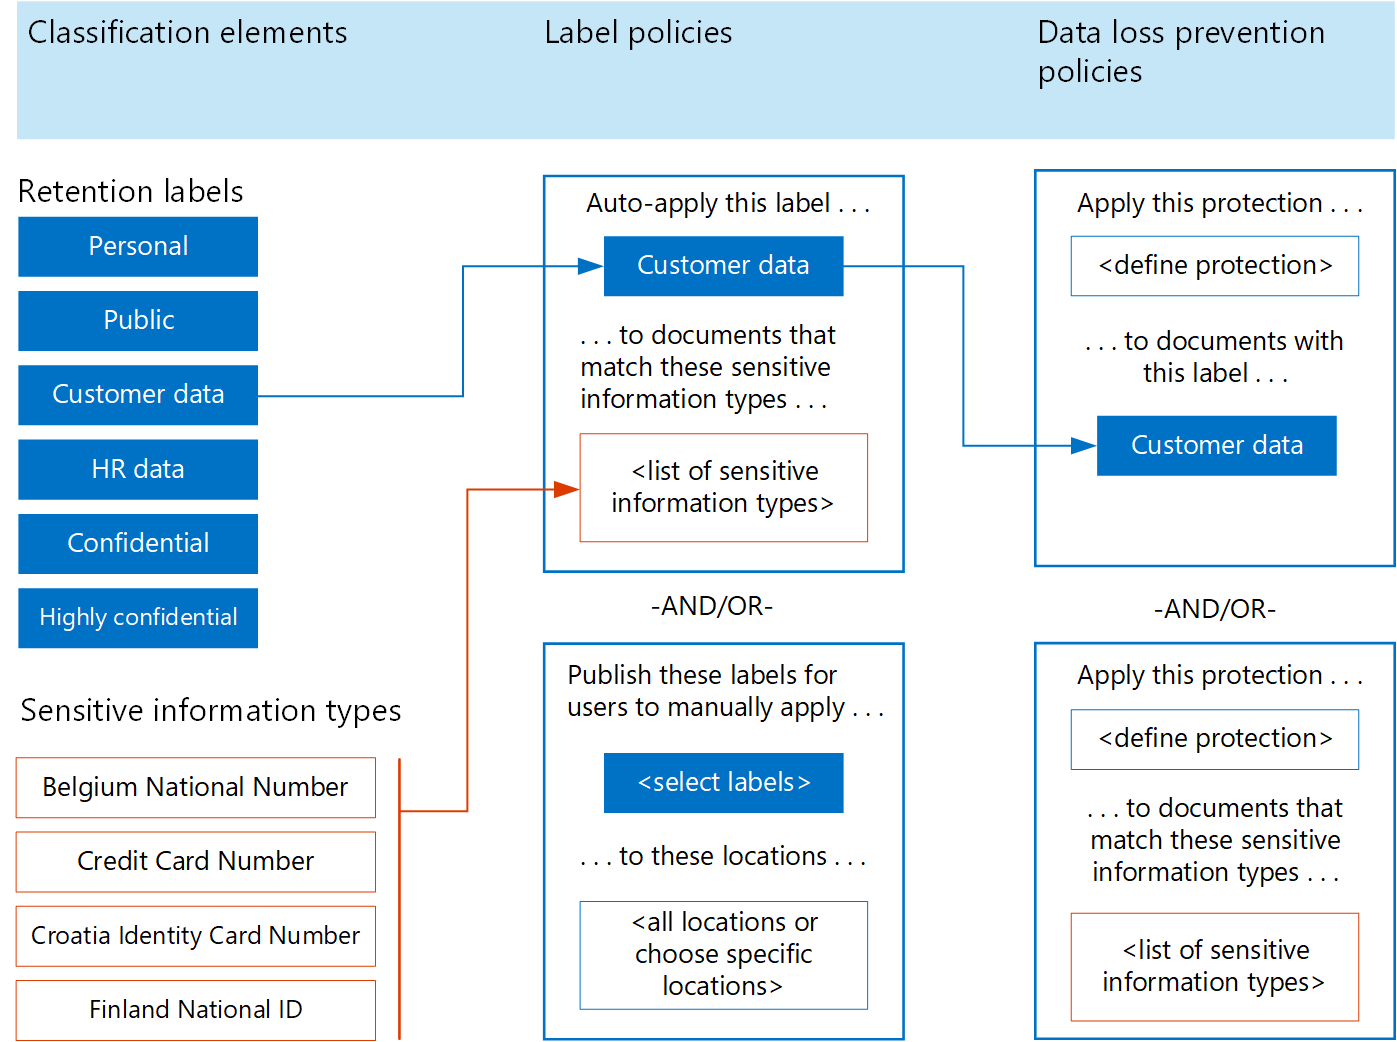 Classification elements
Label policies
Data loss prevention
policies
Retention labels
Personal
Public
Customer data
HR data
Confidential
Highly confidential
Sensitive information types
Belgium National Number
Credit Card Number
Croatia Identity Card Number
Finland National ID
Auto-apply this label . . .
Customer data
. . . to documents that
match these sensitive
information types . . .
<list of sensitive
information types>
-AND/OR-
Publish these labels for
users to manually apply . . .
<select labels>
. . . to these locations . . .
<all locations or
choose specific
locations>
Apply this protection . . .
<define protection>
. . . to documents with
this label . . .
Customer data
-AND/OR-
Apply this protection . . .
<define protection>
. . . to documents that
match these sensitive
information types . . .
<list of sensitive
information types>